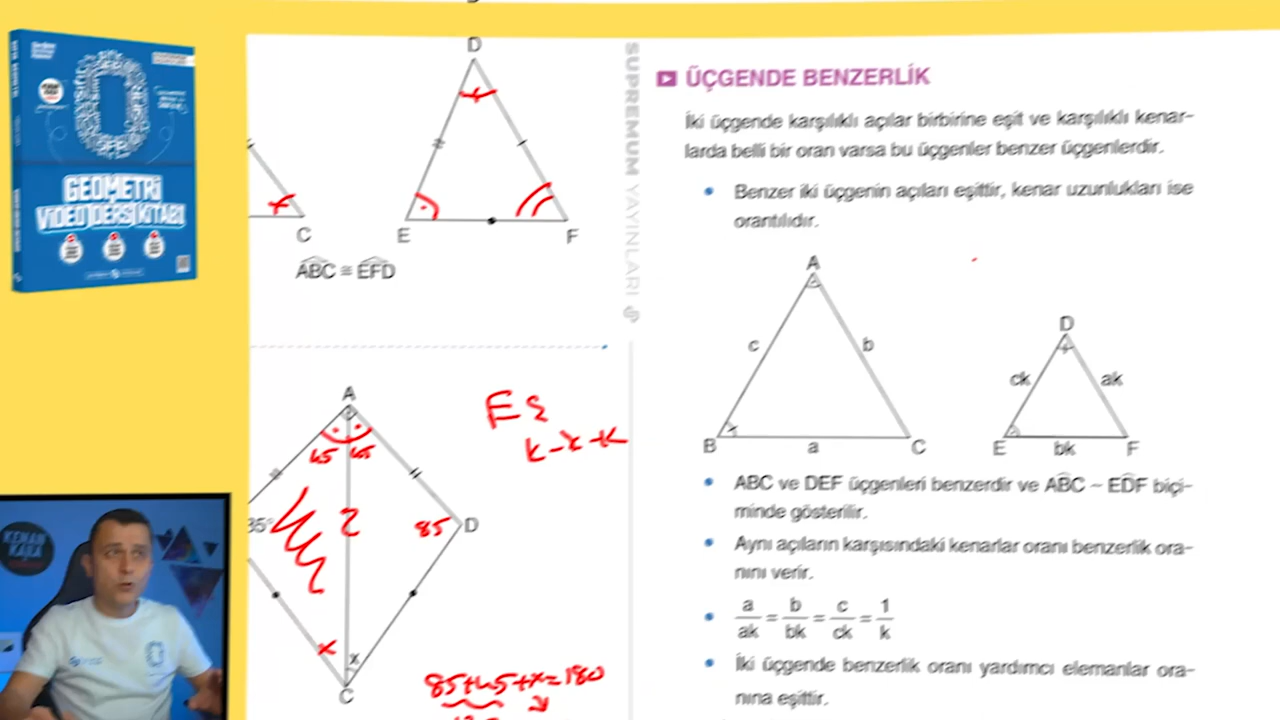 GEOMETRİ
VİDEO DERS KİTABI
KENAN
KARA
D
C
E
F
ABC ≅ EFD
A
45 45
35°
2
85
D
x
x
C
Eş
K-A-K
85+45+x=180
SUPREMUM YAYINLARI
ÜÇGENDE BENZERLİK
İki üçgende karşılıklı açılar birbirine eşit ve karşılıklı kenar-
larda belli bir oran varsa bu üçgenler benzer üçgenlerdir.
• Benzer iki üçgenin açıları eşittir, kenar uzunlukları ise
orantılıdır.
A
c
b
B
a
C
D
ck
ak
E
bk
F
• ABC ve DEF üçgenleri benzerdir ve ABC ~ EDF biçi-
minde gösterilir.
• Aynı açıların karşısındaki kenarlar oranı benzerlik ora-
nını verir.
• a/ak = b/bk = c/ck = 1/k
• İki üçgende benzerlik oranı yardımcı elemanlar ora-
nına eşittir.